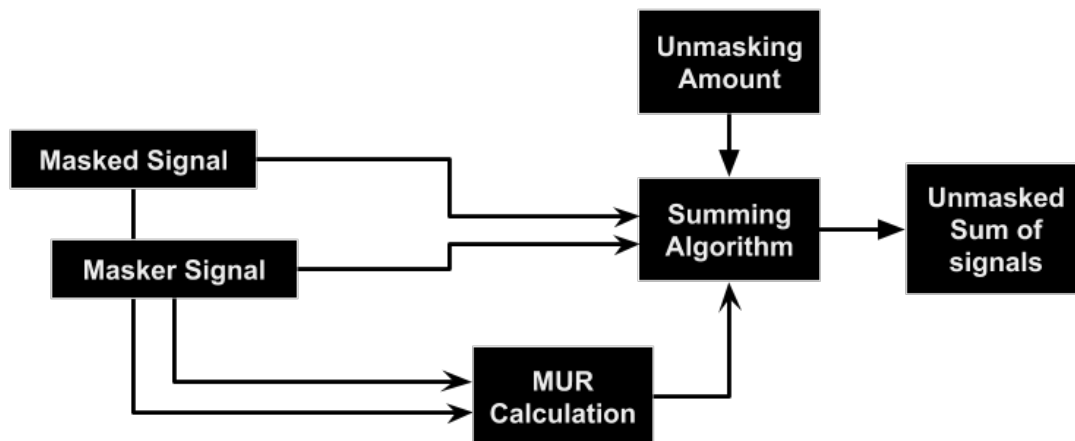 Unmasking
Amount
Masked Signal
Masker Signal
Summing
Algorithm
Unmasked
Sum of
signals
MUR
Calculation